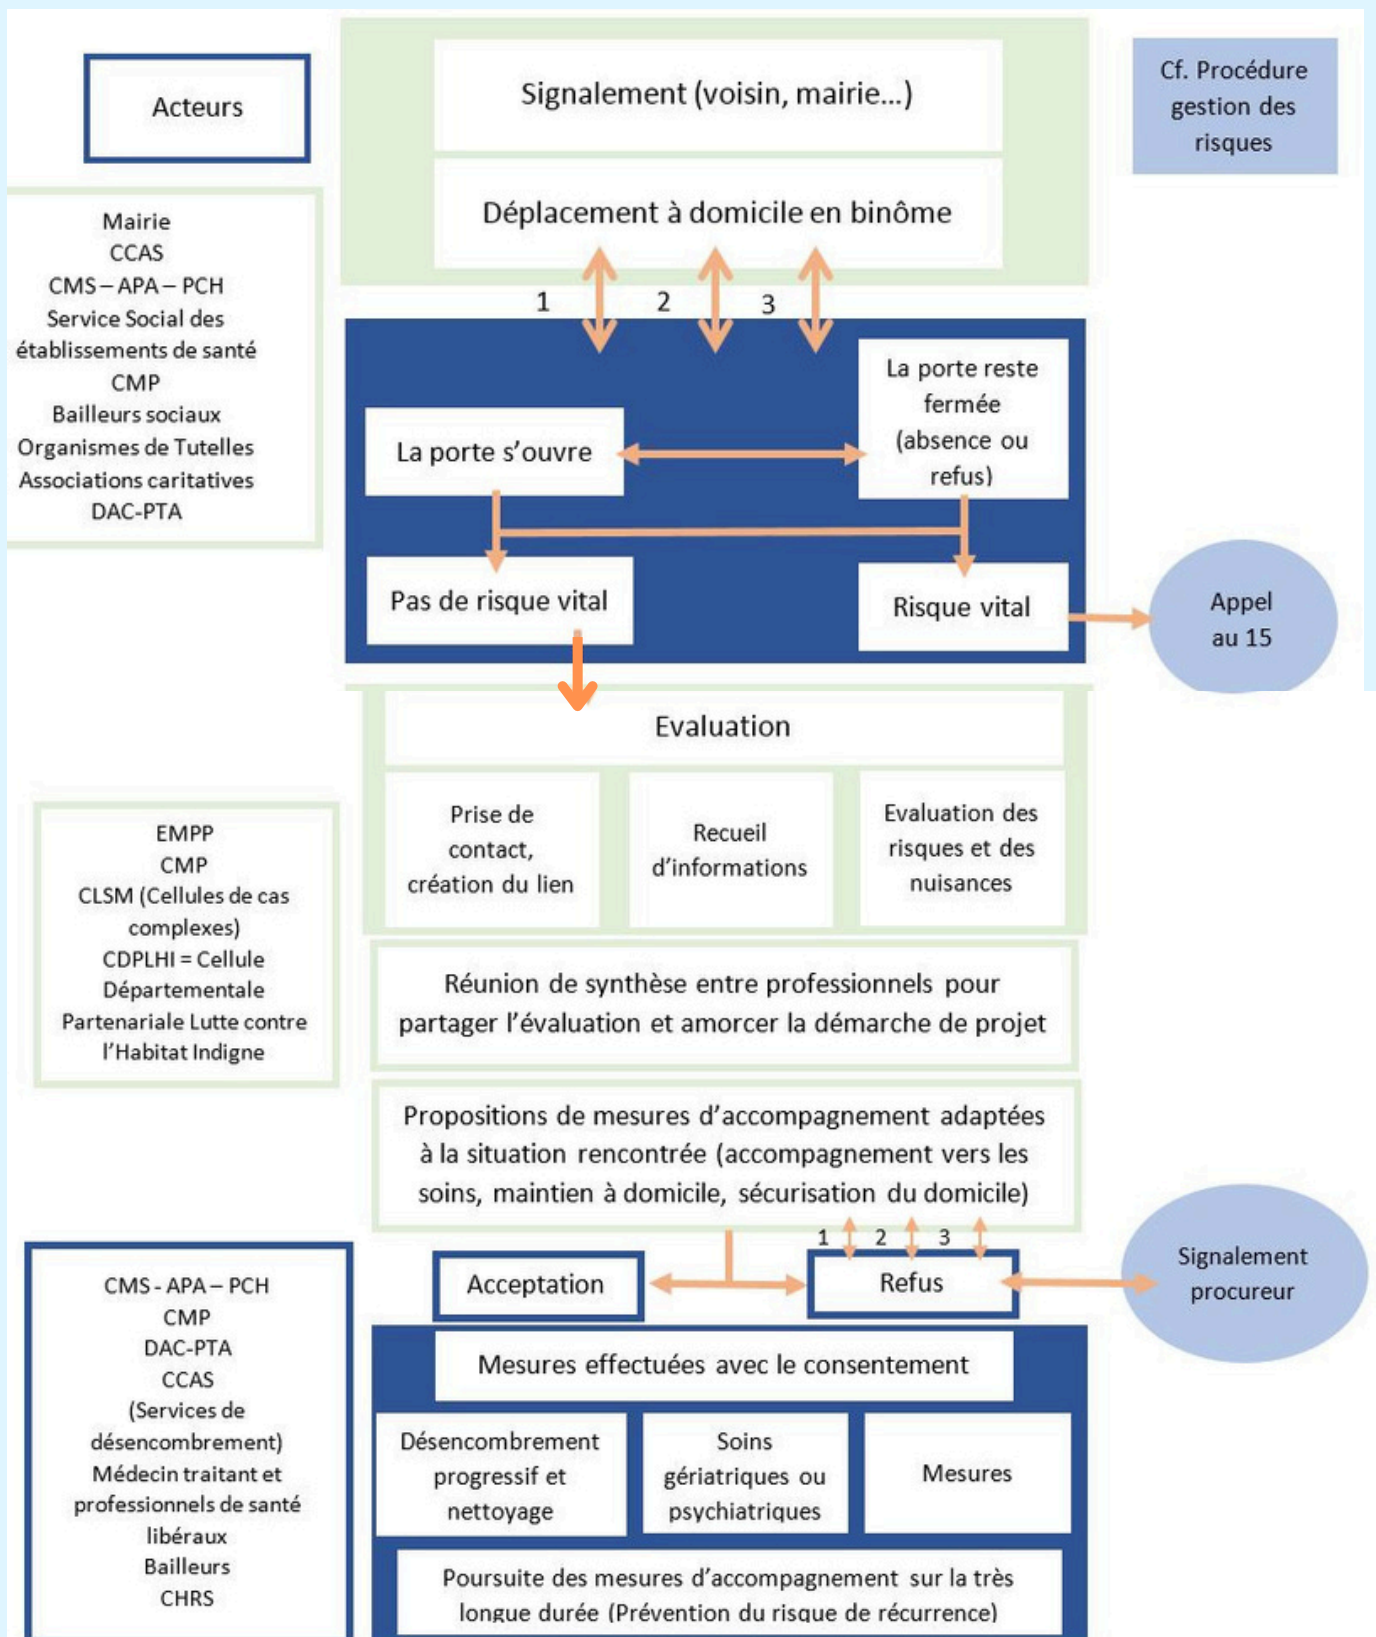 Acteurs
Signalement (voisin, mairie...)
Cf. Procédure
gestion des
risques
Déplacement à domicile en binôme
Mairie
CCAS
CMS – APA – PCH
Service Social des
établissements de santé
CMP
Bailleurs sociaux
Organismes de Tutelles
Associations caritatives
DAC-PTA
1 2 3
La porte s’ouvre
La porte reste
fermée
(absence ou
refus)
Pas de risque vital
Risque vital
Appel
au 15
Evaluation
Prise de
contact,
création du lien
Recueil
d’informations
Evaluation des
risques et des
nuisances
EMPP
CMP
CLSM (Cellules de cas
complexes)
CDPLHI = Cellule
Départementale
Partenariale Lutte contre
l’Habitat Indigne
Réunion de synthèse entre professionnels pour
partager l’évaluation et amorcer la démarche de projet
Propositions de mesures d’accompagnement adaptées
à la situation rencontrée (accompagnement vers les
soins, maintien à domicile, sécurisation du domicile)
1 2 3
Acceptation
Refus
Signalement
procureur
CMS - APA – PCH
CMP
DAC-PTA
CCAS
(Services de
désencombrement)
Médecin traitant et
professionnels de santé
libéraux
Bailleurs
CHRS
Mesures effectuées avec le consentement
Désencombrement
progressif et
nettoyage
Soins
gériatriques ou
psychiatriques
Mesures
Poursuite des mesures d’accompagnement sur la très
longue durée (Prévention du risque de récurrence)